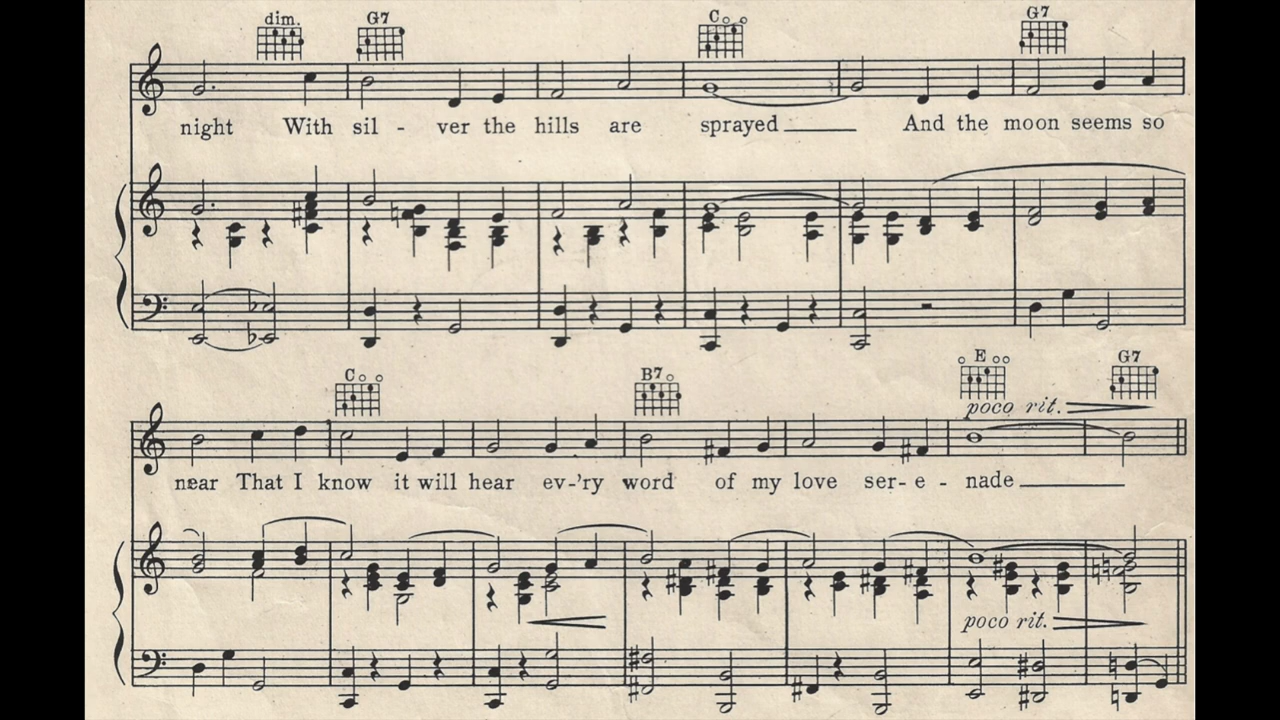 dim. G7 C G7
night With sil - ver the hills are sprayed And the moon seems so
C B7 E G7
poco rit.
near That I know it will hear ev-'ry word of my love ser- e - nade
poco rit.